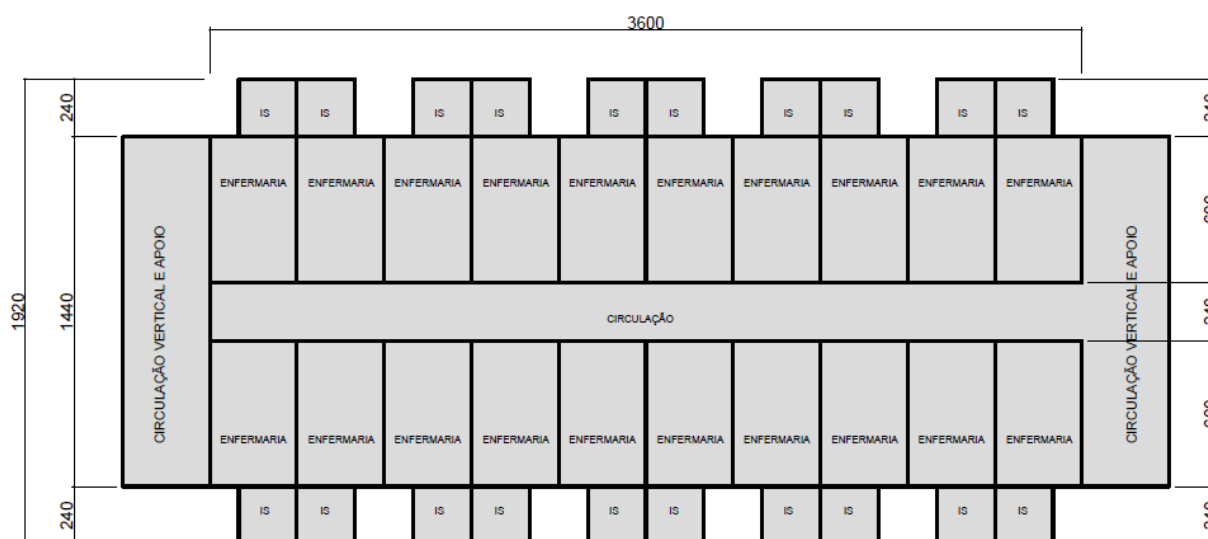 3600
IS IS IS IS IS IS IS IS IS IS
240
ENFERMARIA ENFERMARIA ENFERMARIA ENFERMARIA ENFERMARIA ENFERMARIA ENFERMARIA ENFERMARIA ENFERMARIA ENFERMARIA
CIRCULAÇÃO VERTICAL E APOIO
CIRCULAÇÃO VERTICAL E APOIO
1920
1440
CIRCULAÇÃO
ENFERMARIA ENFERMARIA ENFERMARIA ENFERMARIA ENFERMARIA ENFERMARIA ENFERMARIA ENFERMARIA ENFERMARIA ENFERMARIA
240
IS IS IS IS IS IS IS IS IS IS